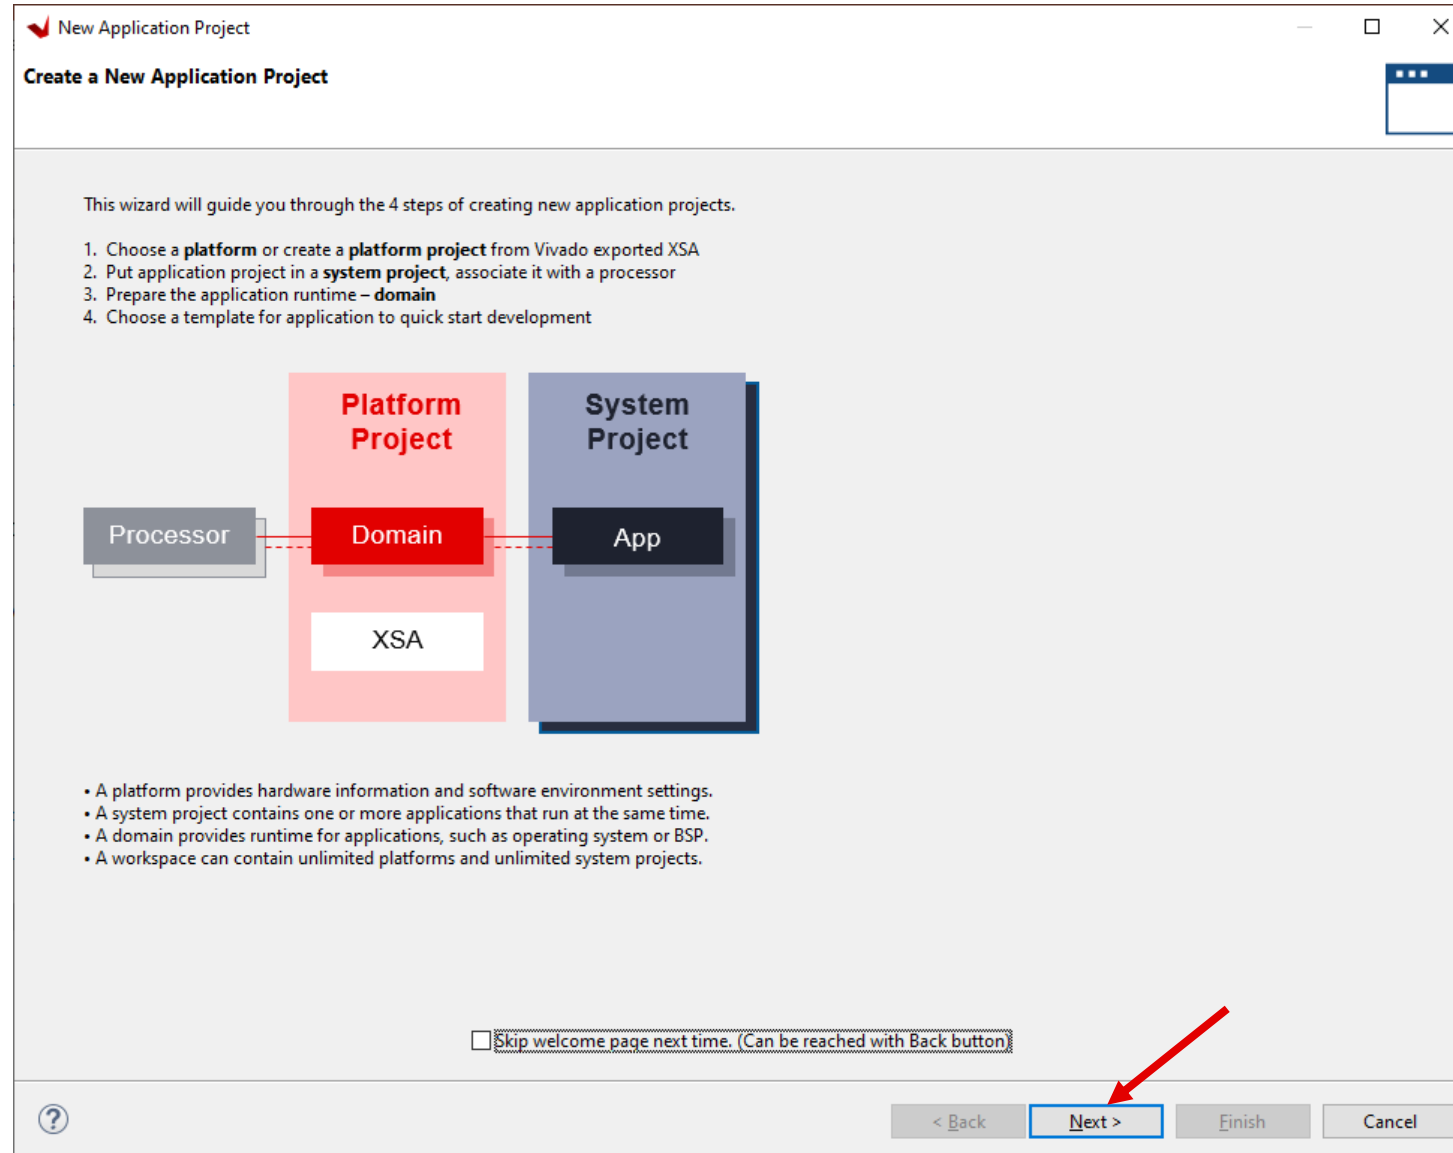 New Application Project
Create a New Application Project
This wizard will guide you through the 4 steps of creating new application projects.
1. Choose a platform or create a platform project from Vivado exported XSA
2. Put application project in a system project, associate it with a processor
3. Prepare the application runtime – domain
4. Choose a template for application to quick start development
Platform
Project
System
Project
Processor
Domain
App
XSA
• A platform provides hardware information and software environment settings.
• A system project contains one or more applications that run at the same time.
• A domain provides runtime for applications, such as operating system or BSP.
• A workspace can contain unlimited platforms and unlimited system projects.
Skip welcome page next time. (Can be reached with Back button)
?
< Back
Next >
Finish
Cancel